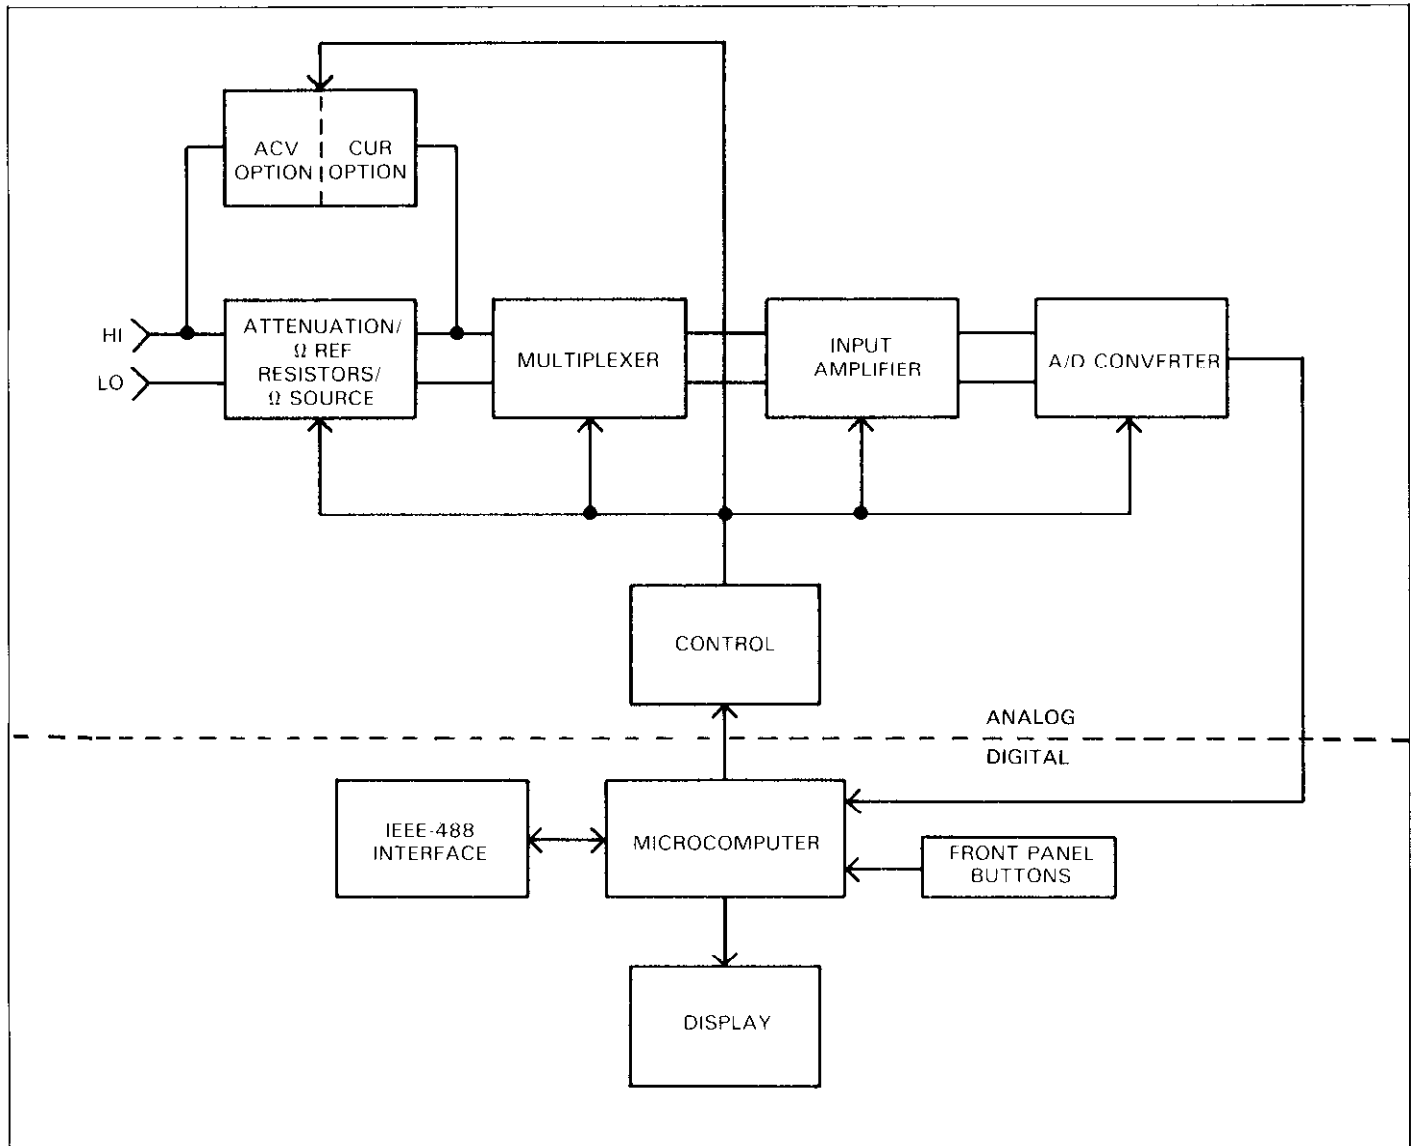 ACV
OPTION
CUR
OPTION
HI
LO
ATTENUATION/
Ω REF
RESISTORS/
Ω SOURCE
MULTIPLEXER
INPUT
AMPLIFIER
A/D CONVERTER
CONTROL
ANALOG
DIGITAL
IEEE-488
INTERFACE
MICROCOMPUTER
FRONT PANEL
BUTTONS
DISPLAY